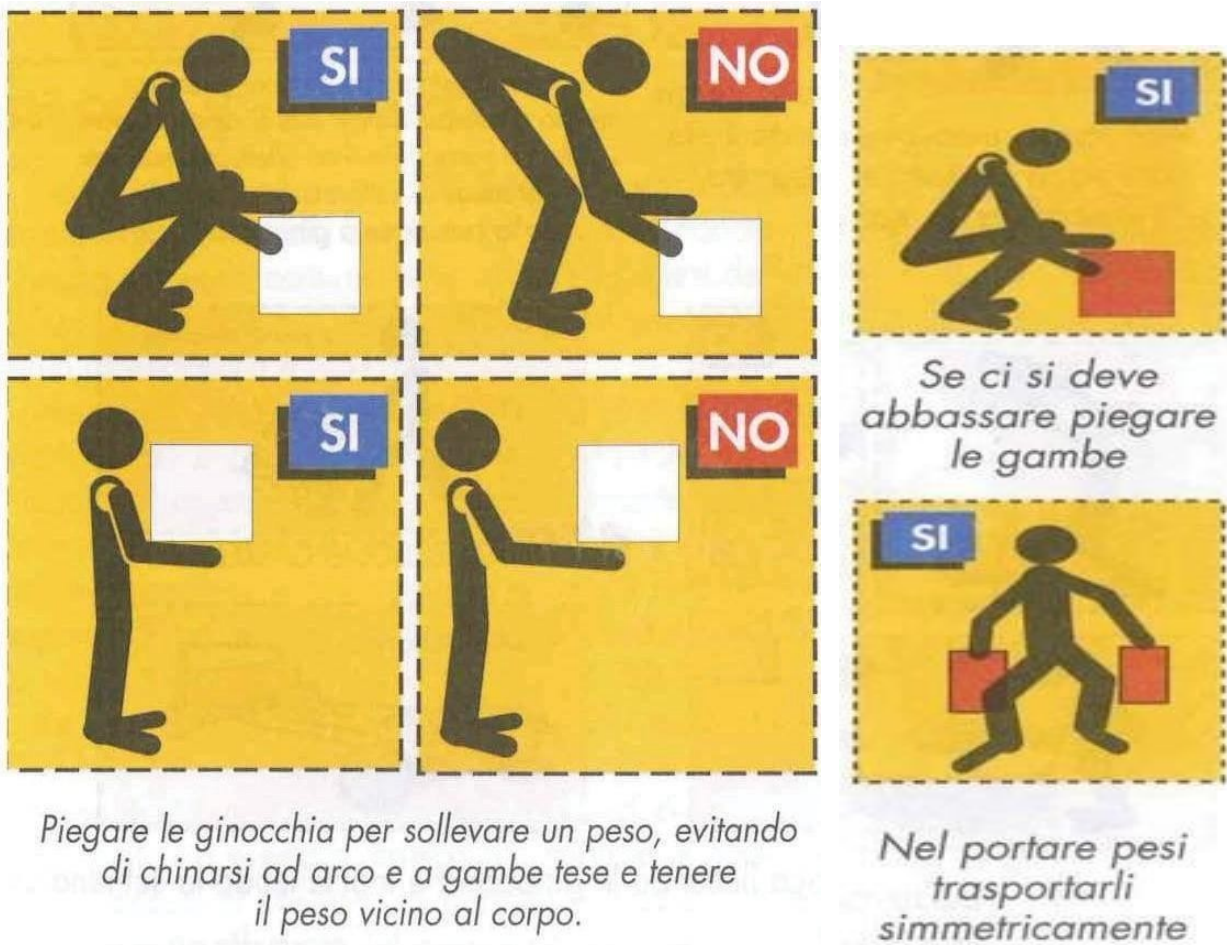 SI
NO
SI
NO
Piegare le ginocchia per sollevare un peso, evitando
di chinarsi ad arco e a gambe tese e tenere
il peso vicino al corpo.
SI
Se ci si deve
abbassare piegare
le gambe
SI
Nel portare pesi
trasportarli
simmetricamente